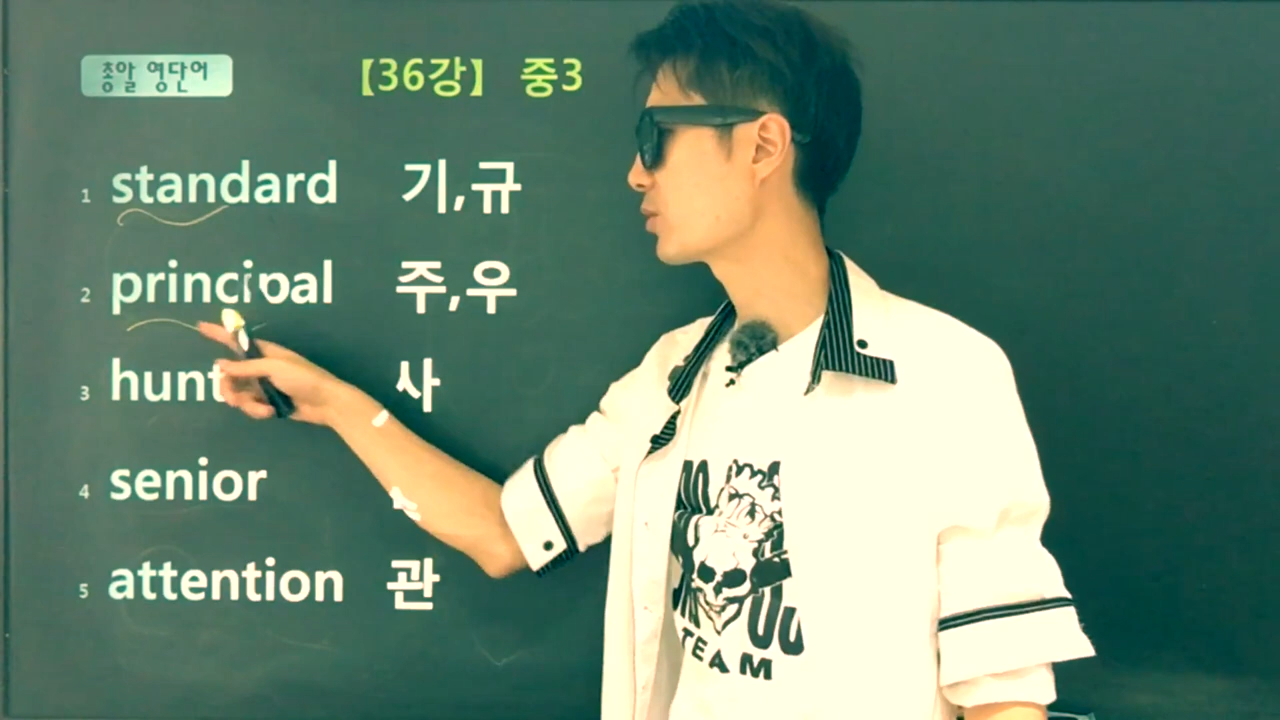 총알 영단어
【36강】 중3
1 standard 기,규
2 principal 주,우
3 hunt 사
4 senior
5 attention 관
TEAM